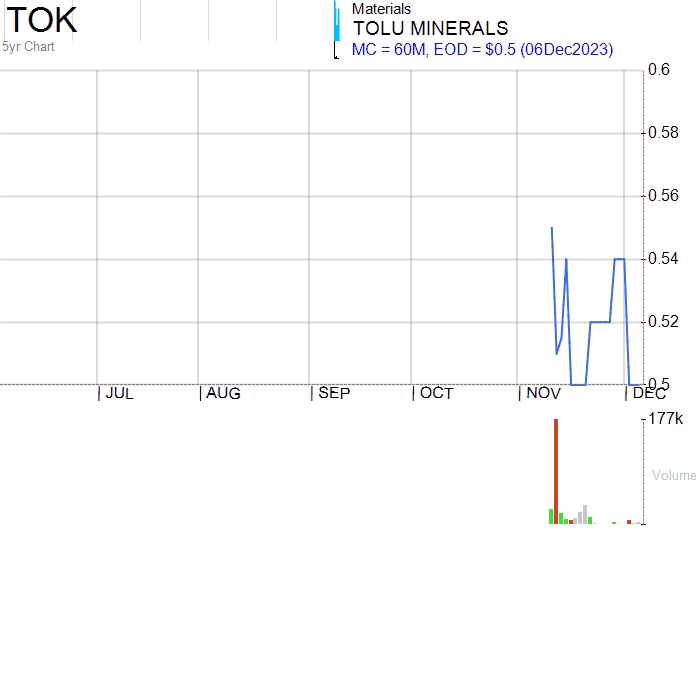 TOK
5yr Chart
Materials
TOLU MINERALS
MC = 60M, EOD = $0.5 (06Dec2023)
0.6
0.58
0.56
0.54
0.52
0.5
JUL AUG SEP OCT NOV DEC
177k
Volume